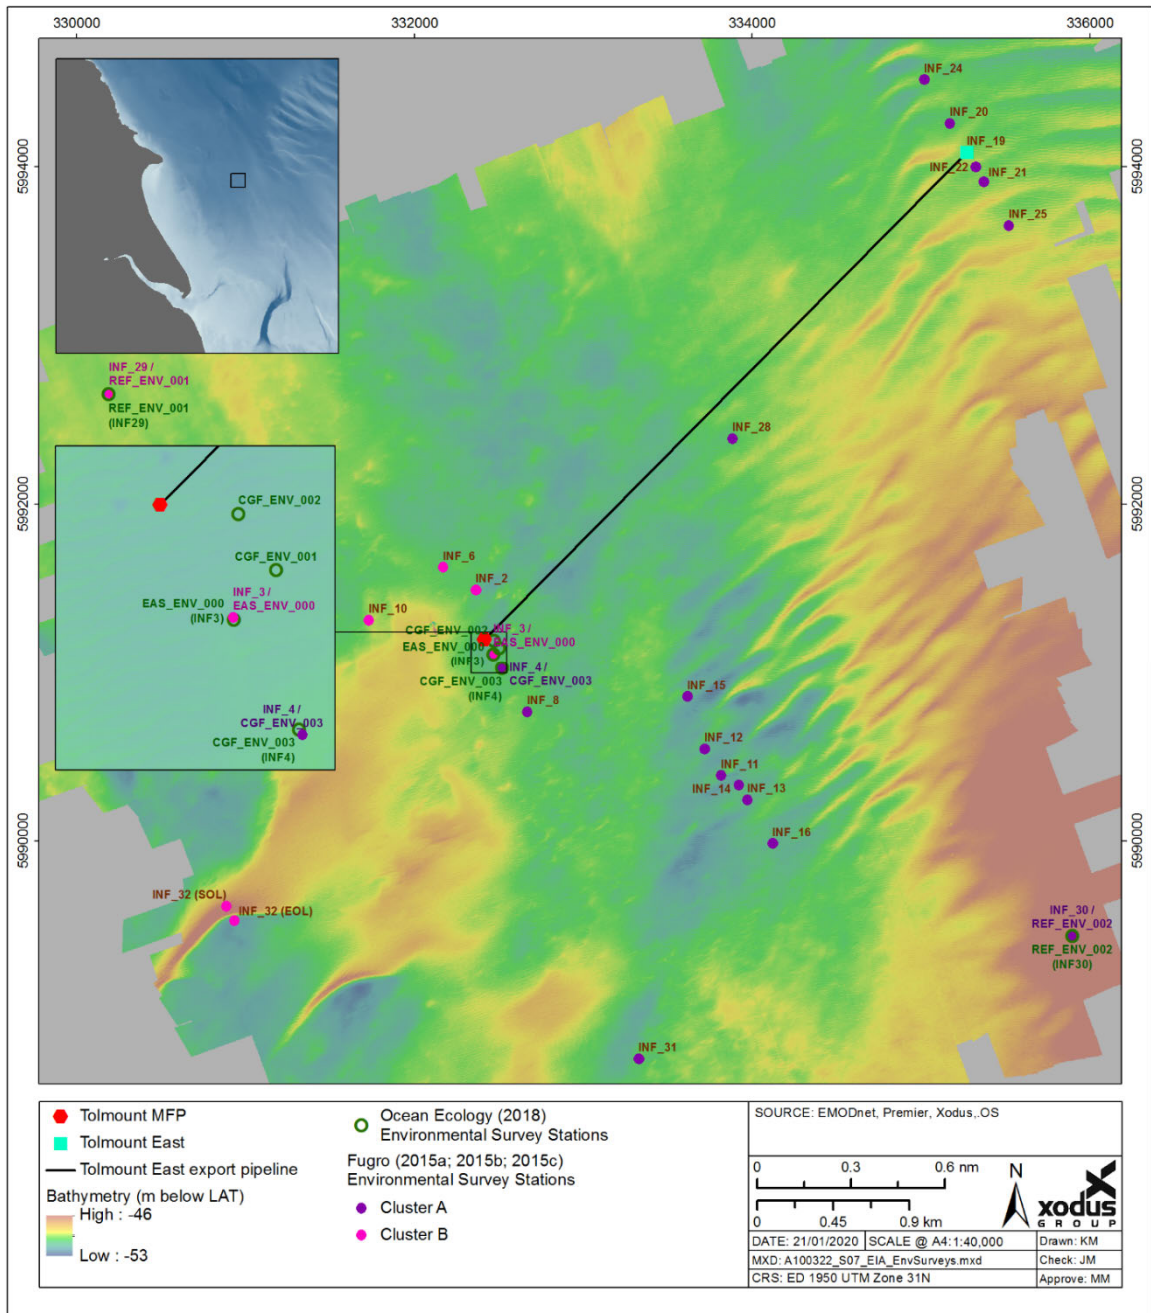 330000
332000
334000
336000
5994000
5992000
5990000
5994000
5992000
5990000
INF_24
INF_20
INF_19
INF_22
INF_21
INF_25
INF_29 /
REF_ENV_001
REF_ENV_001
(INF29)
INF_28
CGF_ENV_002
CGF_ENV_001
INF_3 /
EAS_ENV_000
EAS_ENV_000
(INF3)
INF_4 /
CGF_ENV_003
CGF_ENV_003
(INF4)
INF_6
INF_2
INF_10
CGF_ENV_002
INF_3 /
EAS_ENV_000
EAS_ENV_000
(INF3)
INF_4 /
CGF_ENV_003
CGF_ENV_003
(INF4)
INF_8
INF_15
INF_12
INF_11
INF_14
INF_13
INF_16
INF_32 (SOL)
INF_32 (EOL)
INF_30 /
REF_ENV_002
REF_ENV_002
(INF30)
INF_31
Tolmount MFP
Tolmount East
Tolmount East export pipeline
Bathymetry (m below LAT)
High : -46
Low : -53
Ocean Ecology (2018)
Environmental Survey Stations
Fugro (2015a; 2015b; 2015c)
Environmental Survey Stations
Cluster A
Cluster B
SOURCE: EMODnet, Premier, Xodus,.OS
0 0.3 0.6 nm
0 0.45 0.9 km
N
xodus
GROUP
DATE: 21/01/2020 SCALE @ A4:1:40,000 Drawn: KM
MXD: A100322_S07_EIA_EnvSurveys.mxd Check: JM
CRS: ED 1950 UTM Zone 31N Approve: MM